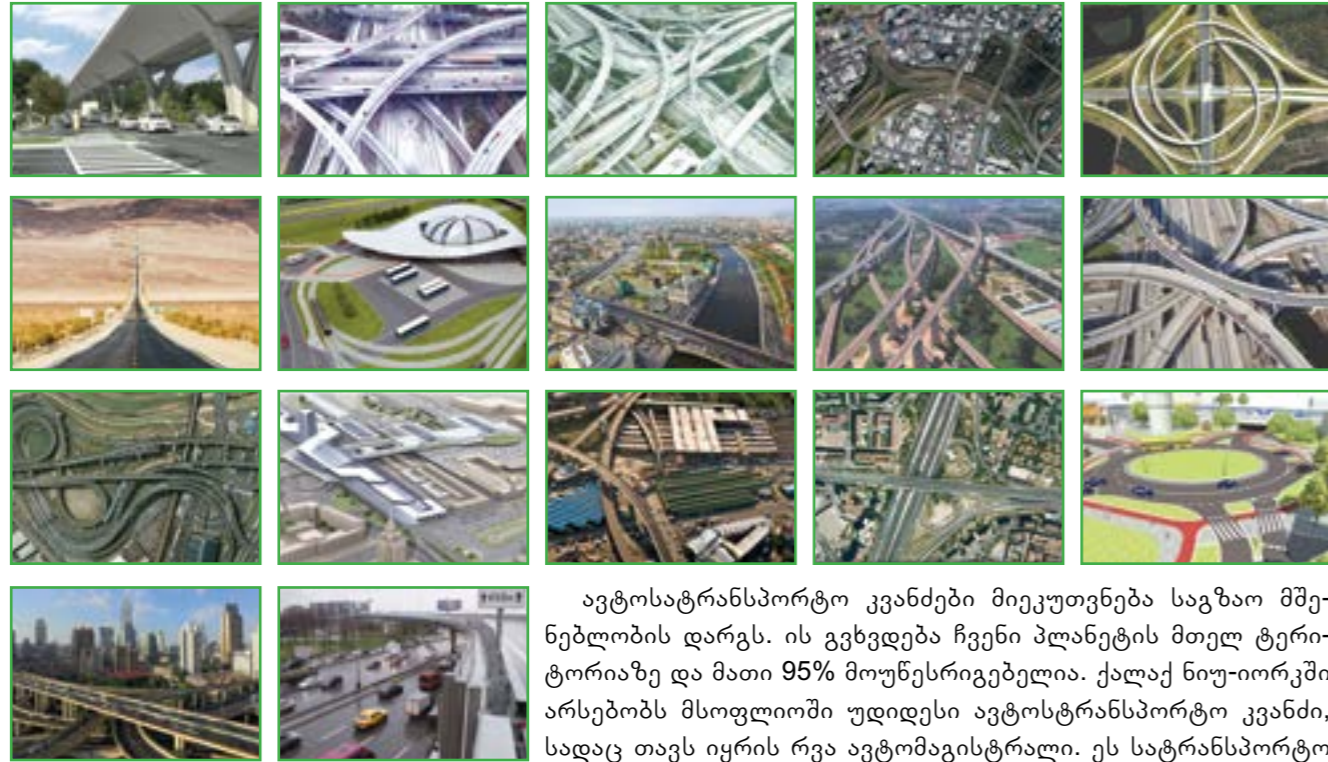 ავტოსატრანსპორტო კვანძები მიეკუთვნება საგზაო მშე-
ნებლობის დარგს. ის გვხვდება ჩვენი პლანეტის მთელ ტერი-
ტორიაზე და მათი 95% მოუწესრიგებელია. ქალაქ ნიუ-იორკში
არსებობს მსოფლიოში უდიდესი ავტოსტრანსპორტო კვანძი,
სადაც თავს იყრის რვა ავტომაგისტრალი. ეს სატრანსპორტო